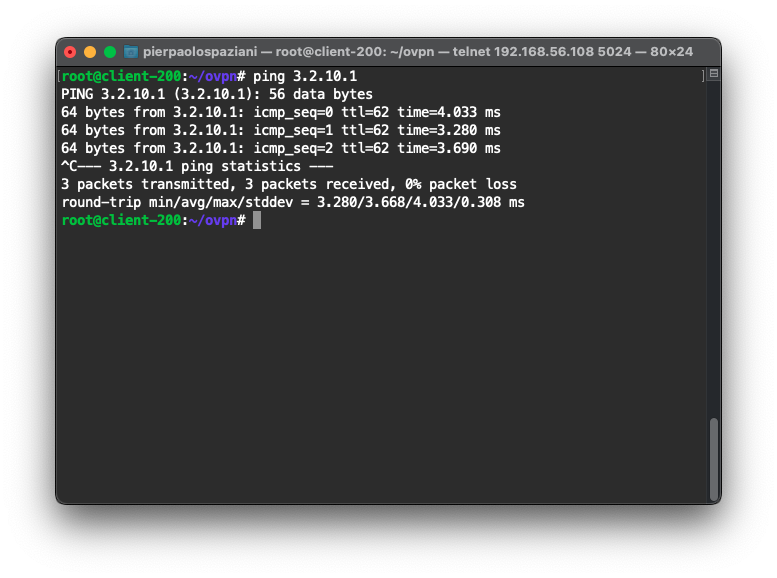 pierpaolospaziani — root@client-200: ~/ovpn — telnet 192.168.56.108 5024 — 80×24
[root@client-200:~/ovpn# ping 3.2.10.1 ]
PING 3.2.10.1 (3.2.10.1): 56 data bytes
64 bytes from 3.2.10.1: icmp_seq=0 ttl=62 time=4.033 ms
64 bytes from 3.2.10.1: icmp_seq=1 ttl=62 time=3.280 ms
64 bytes from 3.2.10.1: icmp_seq=2 ttl=62 time=3.690 ms
^C--- 3.2.10.1 ping statistics ---
3 packets transmitted, 3 packets received, 0% packet loss
round-trip min/avg/max/stddev = 3.280/3.668/4.033/0.308 ms
root@client-200:~/ovpn#